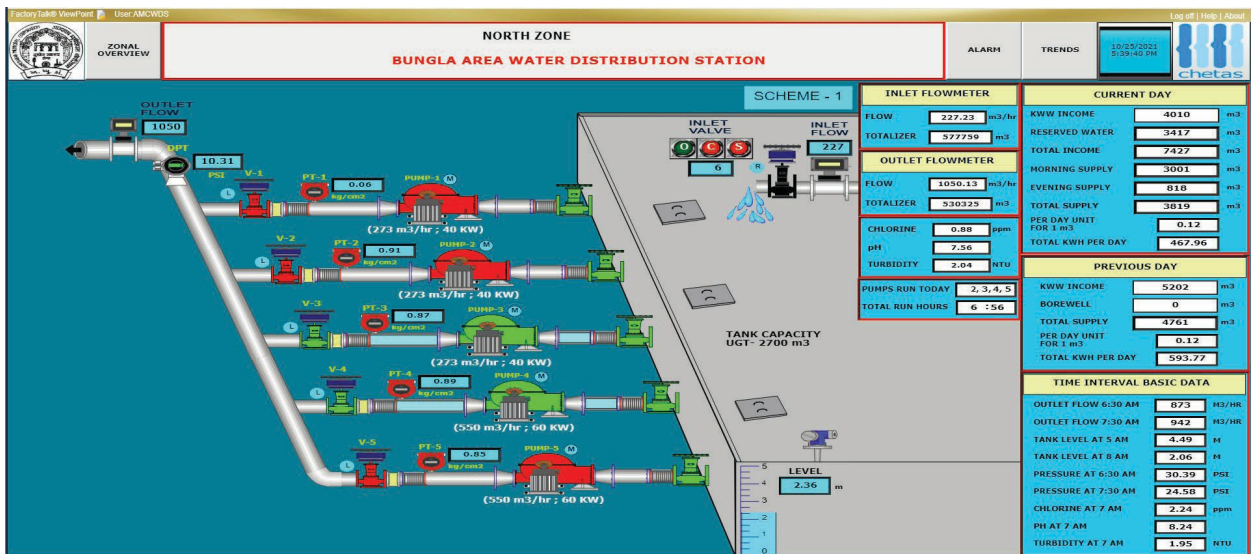 FactoryTalk® ViewPoint User:AMCWDS Log off | Help | About
ZONAL OVERVIEW
NORTH ZONE
BUNGLA AREA WATER DISTRIBUTION STATION
ALARM
TRENDS
10/25/2021
5:39:40 PM
chetas
SCHEME - 1
OUTLET FLOW
1050
DPT
10.31
PSI
V-1
L
PT-1
0.06
kg/cm2
PUMP-1
M
(273 m3/hr ; 40 KW)
V-2
L
PT-2
0.91
kg/cm2
PUMP-2
M
(273 m3/hr ; 40 KW)
V-3
L
PT-3
0.87
kg/cm2
PUMP-3
M
(273 m3/hr ; 40 KW)
V-4
L
PT-4
0.89
kg/cm2
PUMP-4
M
(550 m3/hr ; 60 KW)
V-5
L
PT-5
0.85
kg/cm2
PUMP-5
M
(550 m3/hr ; 60 KW)
INLET VALVE
O C S
6
R
INLET FLOW
227
TANK CAPACITY
UGT- 2700 m3
LEVEL
2.36 m
5
4
3
2
1
0
INLET FLOWMETER
FLOW 227.23 m3/hr
TOTALIZER 577759 m3
OUTLET FLOWMETER
FLOW 1050.13 m3/hr
TOTALIZER 530325 m3
CHLORINE 0.88 ppm
pH 7.56
TURBIDITY 2.04 NTU
PUMPS RUN TODAY 2, 3, 4, 5
TOTAL RUN HOURS 6 :56
CURRENT DAY
KWW INCOME 4010 m3
RESERVED WATER 3417 m3
TOTAL INCOME 7427 m3
MORNING SUPPLY 3001 m3
EVENING SUPPLY 818 m3
TOTAL SUPPLY 3819 m3
PER DAY UNIT FOR 1 m3 0.12
TOTAL KWH PER DAY 467.96
PREVIOUS DAY
KWW INCOME 5202 m3
BOREWELL 0 m3
TOTAL SUPPLY 4761 m3
PER DAY UNIT FOR 1 m3 0.12
TOTAL KWH PER DAY 593.77
TIME INTERVAL BASIC DATA
OUTLET FLOW 6:30 AM 873 M3/HR
OUTLET FLOW 7:30 AM 942 M3/HR
TANK LEVEL AT 5 AM 4.49 M
TANK LEVEL AT 8 AM 2.06 M
PRESSURE AT 6:30 AM 30.39 PSI
PRESSURE AT 7:30 AM 24.58 PSI
CHLORINE AT 7 AM 2.24 ppm
PH AT 7 AM 8.24
TURBIDITY AT 7 AM 1.95 NTU